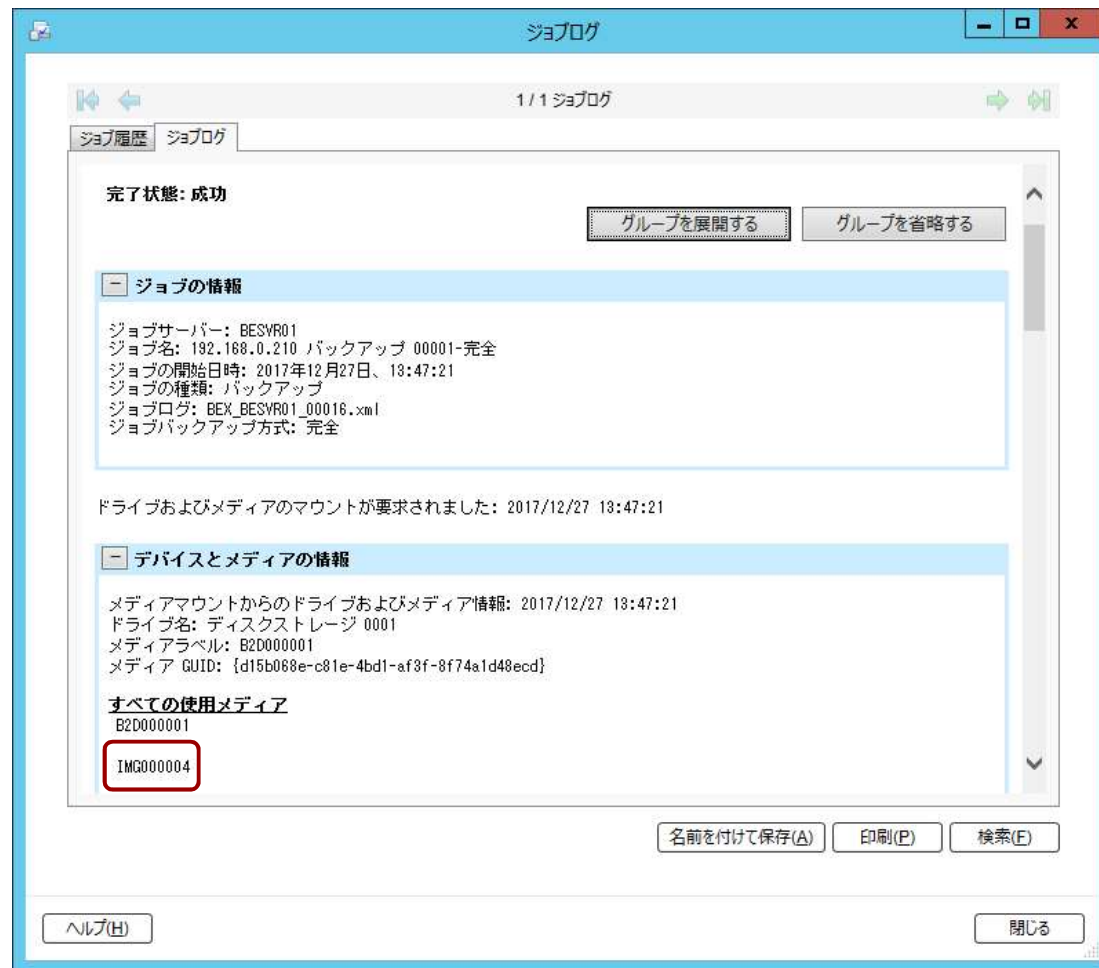 ジョブログ
1 / 1 ジョブログ
ジョブ履歴 ジョブログ
完了状態: 成功
グループを展開する グループを省略する
ジョブの情報
ジョブサーバー: BESVR01
ジョブ名: 192.168.0.210 バックアップ 00001-完全
ジョブの開始日時: 2017年12月27日、13:47:21
ジョブの種類: バックアップ
ジョブログ: BEX_BESVR01_00016.xml
ジョブバックアップ方式: 完全
ドライブおよびメディアのマウントが要求されました: 2017/12/27 13:47:21
デバイスとメディアの情報
メディアマウントからのドライブおよびメディア情報: 2017/12/27 13:47:21
ドライブ名: ディスクストレージ 0001
メディアラベル: B2D000001
メディア GUID: {d15b068e-c81e-4bd1-af3f-8f74a1d48ecd}
すべての使用メディア
B2D000001
IMG000004
名前を付けて保存(A) 印刷(P) 検索(F)
ヘルプ(H) 閉じる